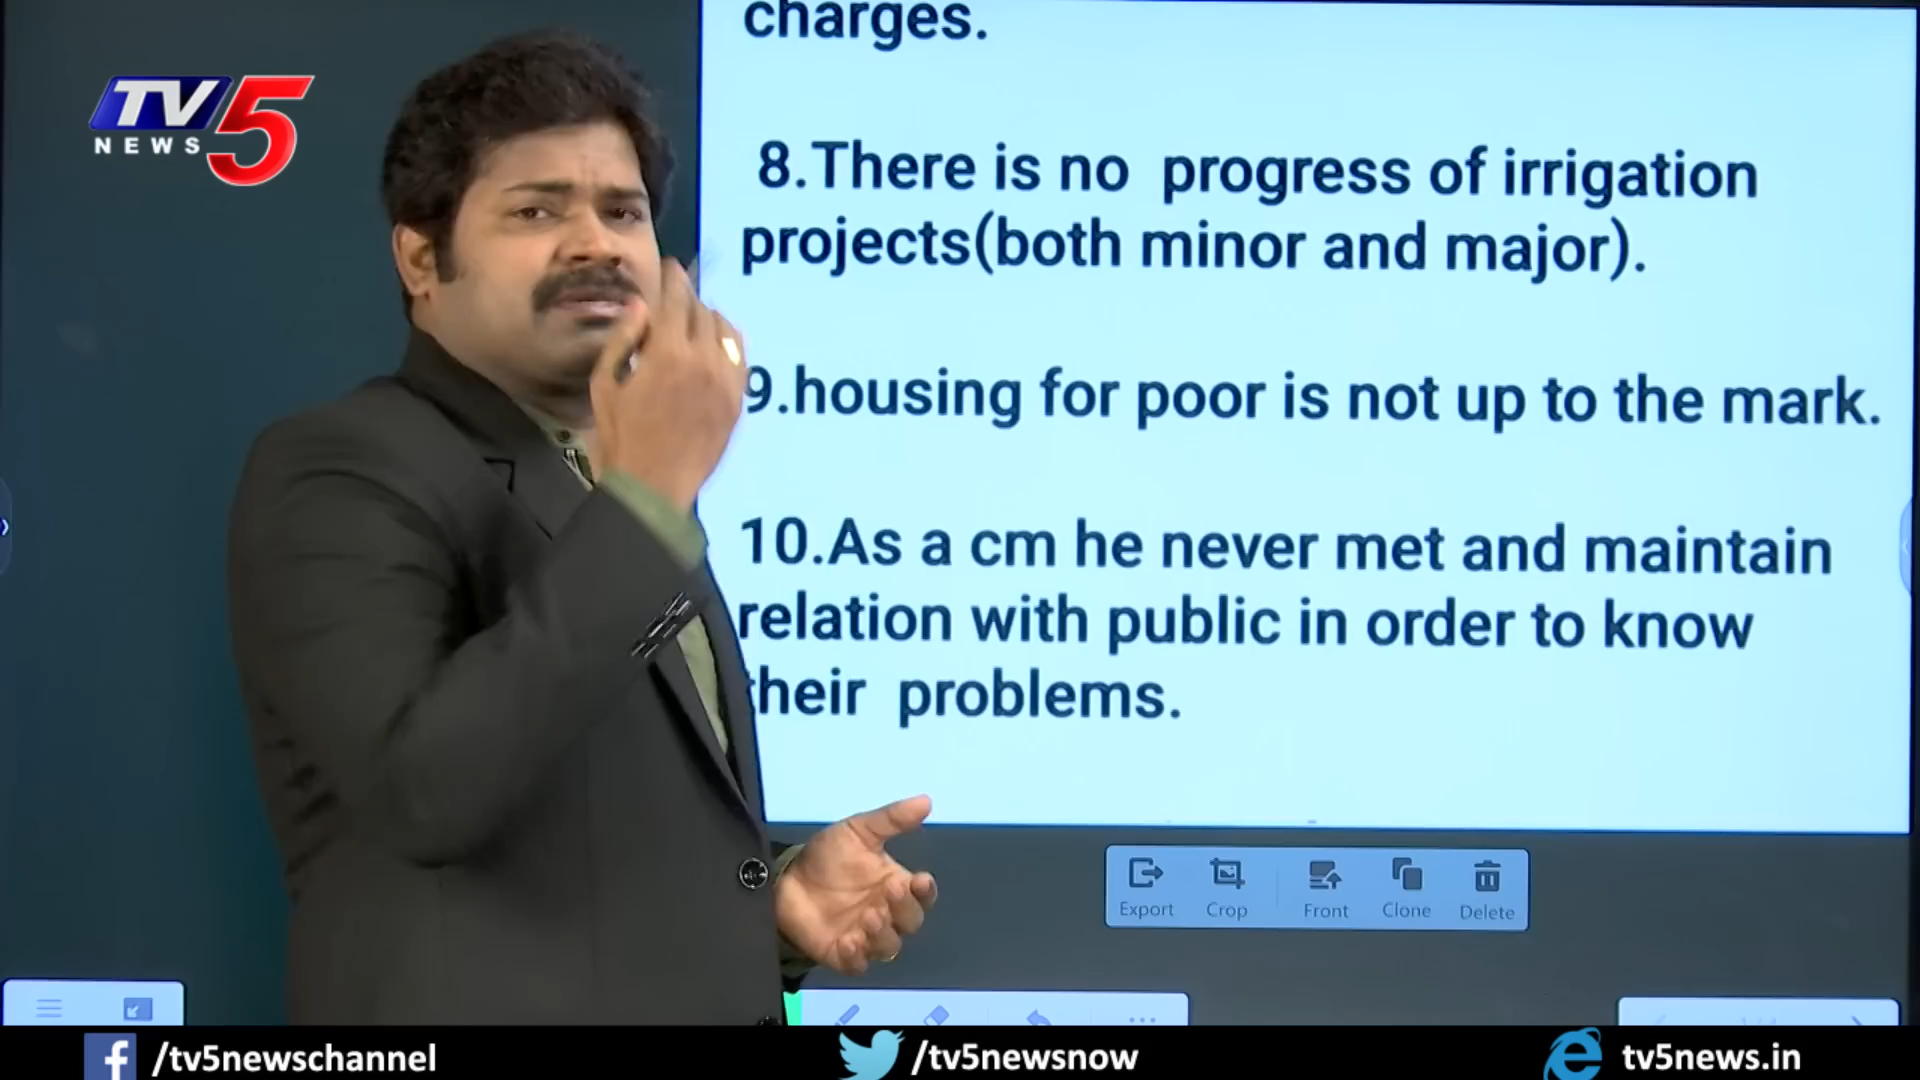 TV5
NEWS
charges.
8.There is no progress of irrigation
projects(both minor and major).
9.housing for poor is not up to the mark.
10.As a cm he never met and maintain
relation with public in order to know
their problems.
Export Crop Front Clone Delete
/tv5newschannel /tv5newsnow tv5news.in